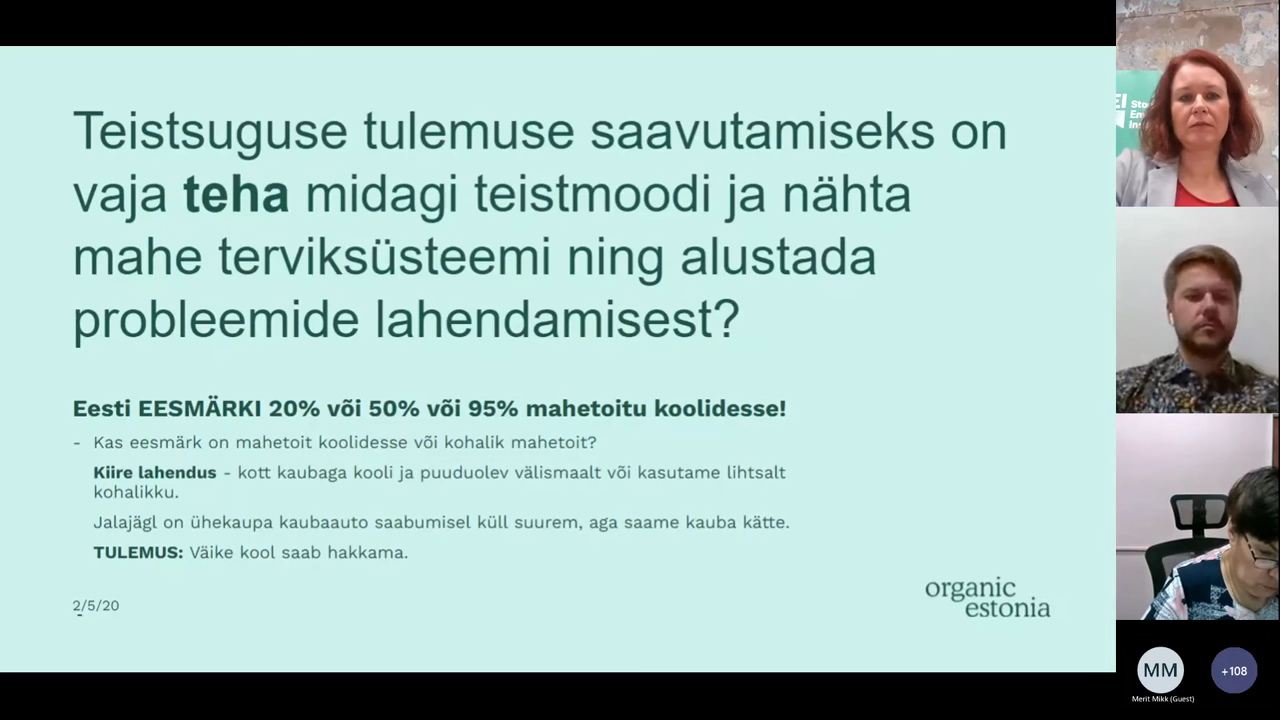 Teistsuguse tulemuse saavutamiseks on
vaja teha midagi teistmoodi ja nähta
mahe terviksüsteemi ning alustada
probleemide lahendamisest?
Eesti EESMÄRKI 20% või 50% või 95% mahetoitu koolidesse!
- Kas eesmärk on mahetoit koolidesse või kohalik mahetoit?
Kiire lahendus - kott kaubaga kooli ja puuduolev välismaalt või kasutame lihtsalt
kohalikku.
Jalajägl on ühekaupa kaubaauto saabumisel küll suurem, aga saame kauba kätte.
TULEMUS: Väike kool saab hakkama.
2/5/20
organic
estonia
MM
+108
Merit Mikk (Guest)